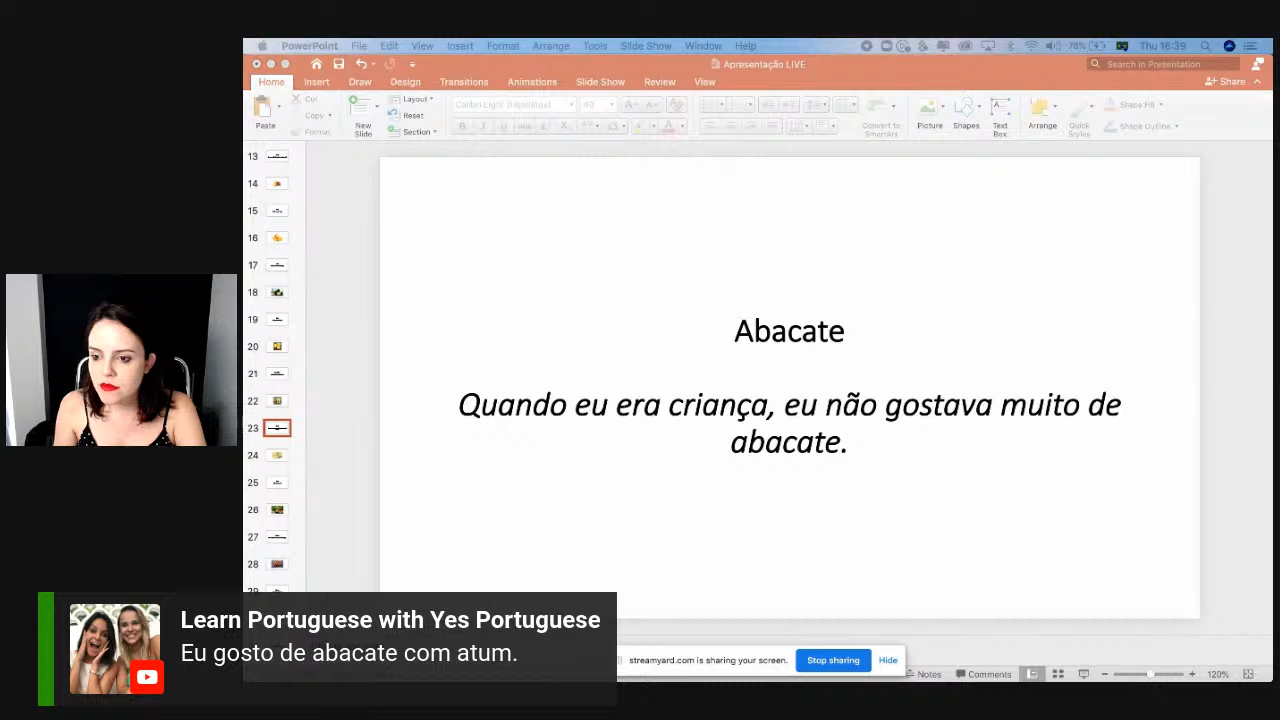 PowerPoint File Edit View Insert Format Arrange Tools Slide Show Window Help 78% Thu 16:39
Apresentação LIVE
Search in Presentation
Home Insert Draw Design Transitions Animations Slide Show Review View Share
Paste
Cut
Copy
Format
New Slide
Layout
Reset
Section
Calibri Light (Headings) 40
Convert to SmartArt
Picture
Shapes
Text Box
Arrange
Quick Styles
Shape Fill
Shape Outline
13
14
15
16
17
18
19
20
21
22
23
24
25
26
27
28
29
Abacate
Quando eu era criança, eu não gostava muito de
abacate.
Learn Portuguese with Yes Portuguese
Eu gosto de abacate com atum.
streamyard.com is sharing your screen. Stop sharing Hide
Notes Comments 120%